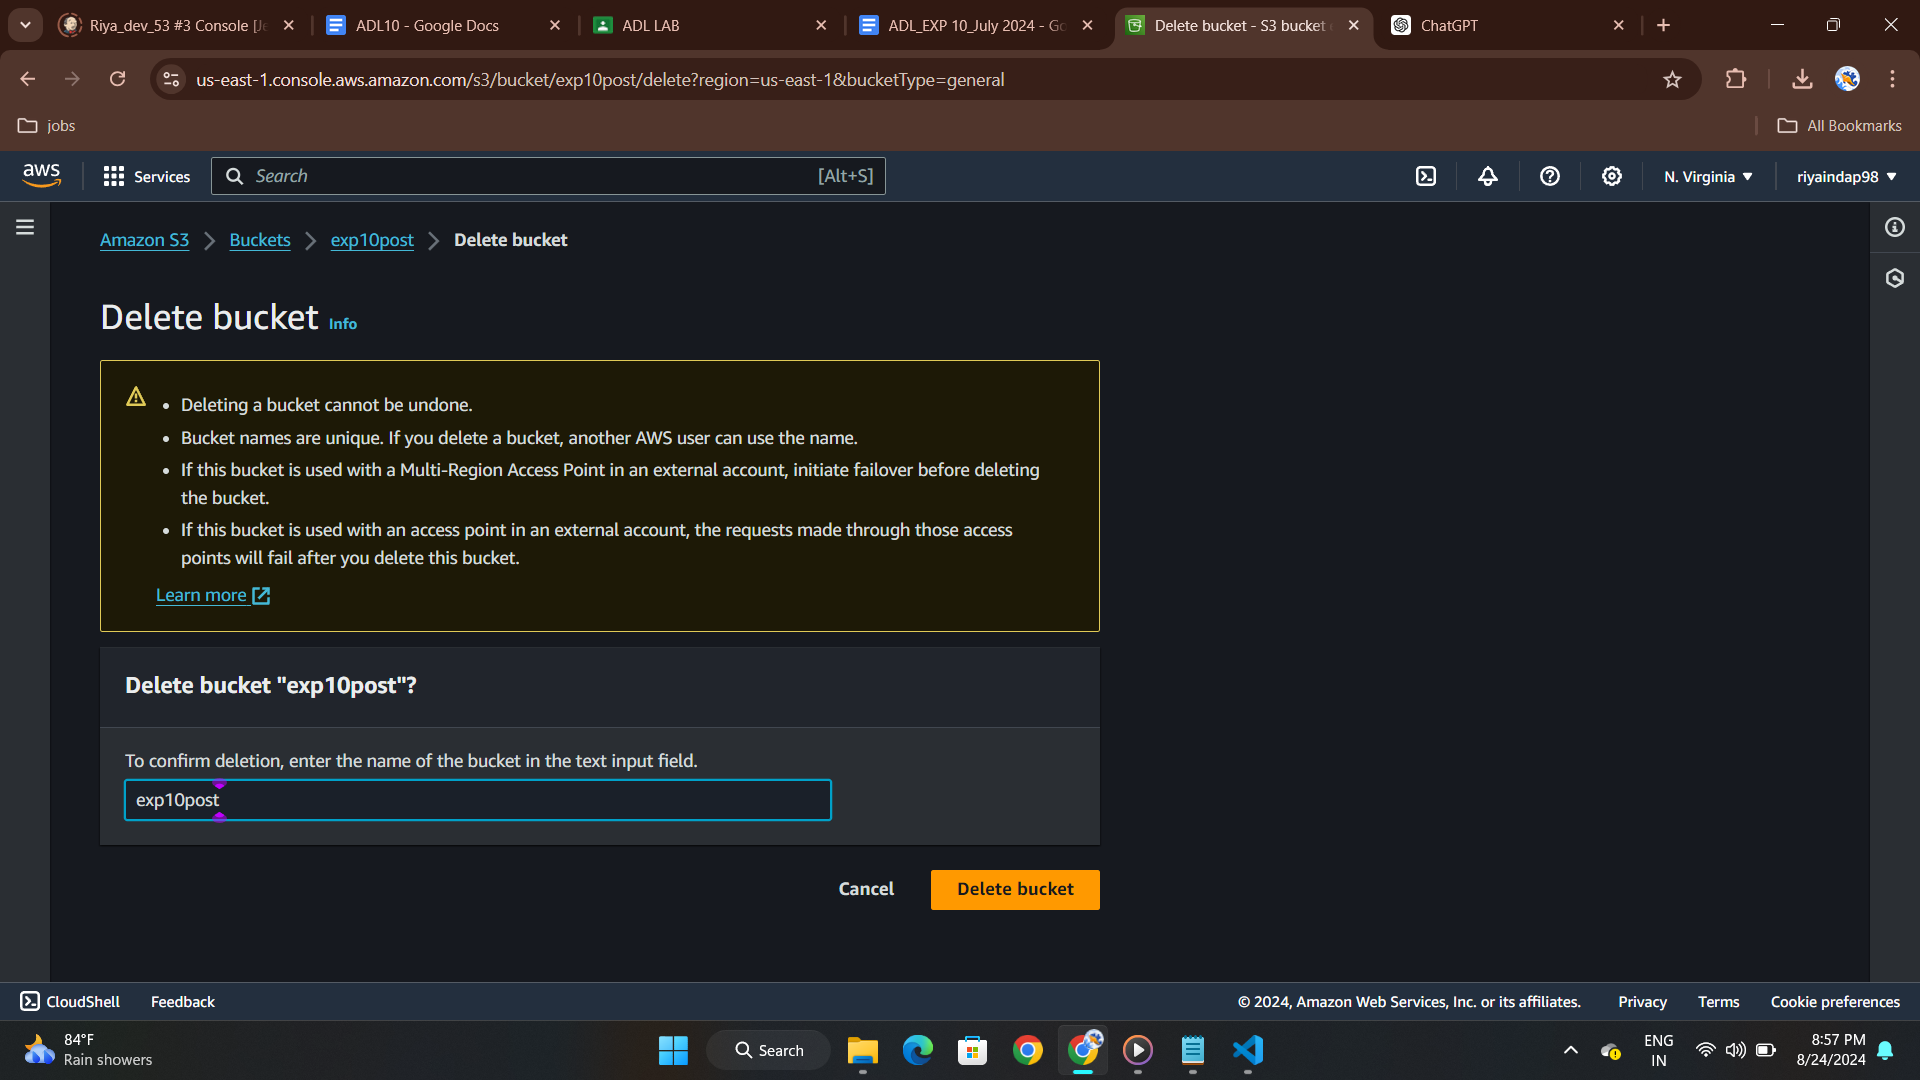 Riya_dev_53 #3 Console [Je
ADL10 - Google Docs
ADL LAB
ADL_EXP 10_July 2024 - Go
Delete bucket - S3 bucket e
ChatGPT
us-east-1.console.aws.amazon.com/s3/bucket/exp10post/delete?region=us-east-1&bucketType=general
jobs
All Bookmarks
aws
Services
Search
[Alt+S]
N. Virginia
riyaindap98
Amazon S3
Buckets
exp10post
Delete bucket
Delete bucket Info
Deleting a bucket cannot be undone.
Bucket names are unique. If you delete a bucket, another AWS user can use the name.
If this bucket is used with a Multi-Region Access Point in an external account, initiate failover before deleting
the bucket.
If this bucket is used with an access point in an external account, the requests made through those access
points will fail after you delete this bucket.
Learn more
Delete bucket "exp10post"?
To confirm deletion, enter the name of the bucket in the text input field.
exp10post
Cancel
Delete bucket
CloudShell
Feedback
© 2024, Amazon Web Services, Inc. or its affiliates.
Privacy
Terms
Cookie preferences
84°F
Rain showers
Search
ENG
IN
8:57 PM
8/24/2024